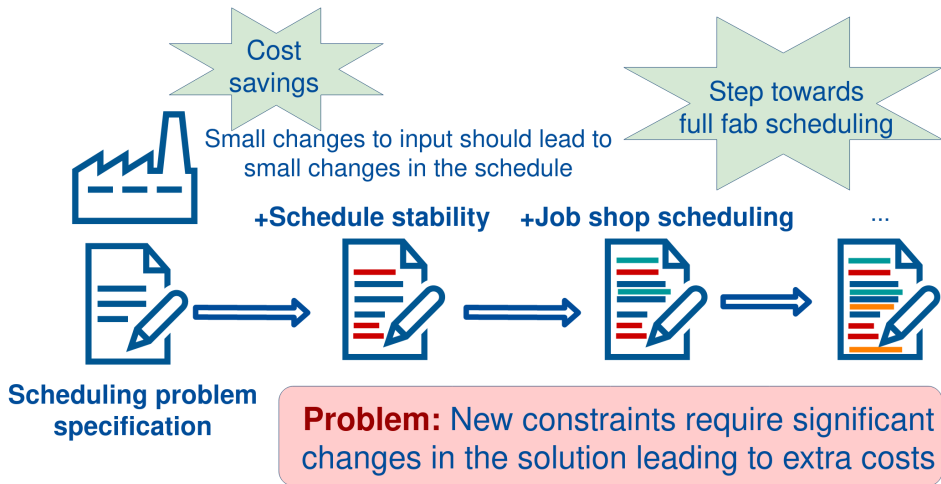 Cost
savings
Step towards
full fab scheduling
Small changes to input should lead to
small changes in the schedule
+Schedule stability
+Job shop scheduling
...
Scheduling problem
specification
Problem: New constraints require significant
changes in the solution leading to extra costs